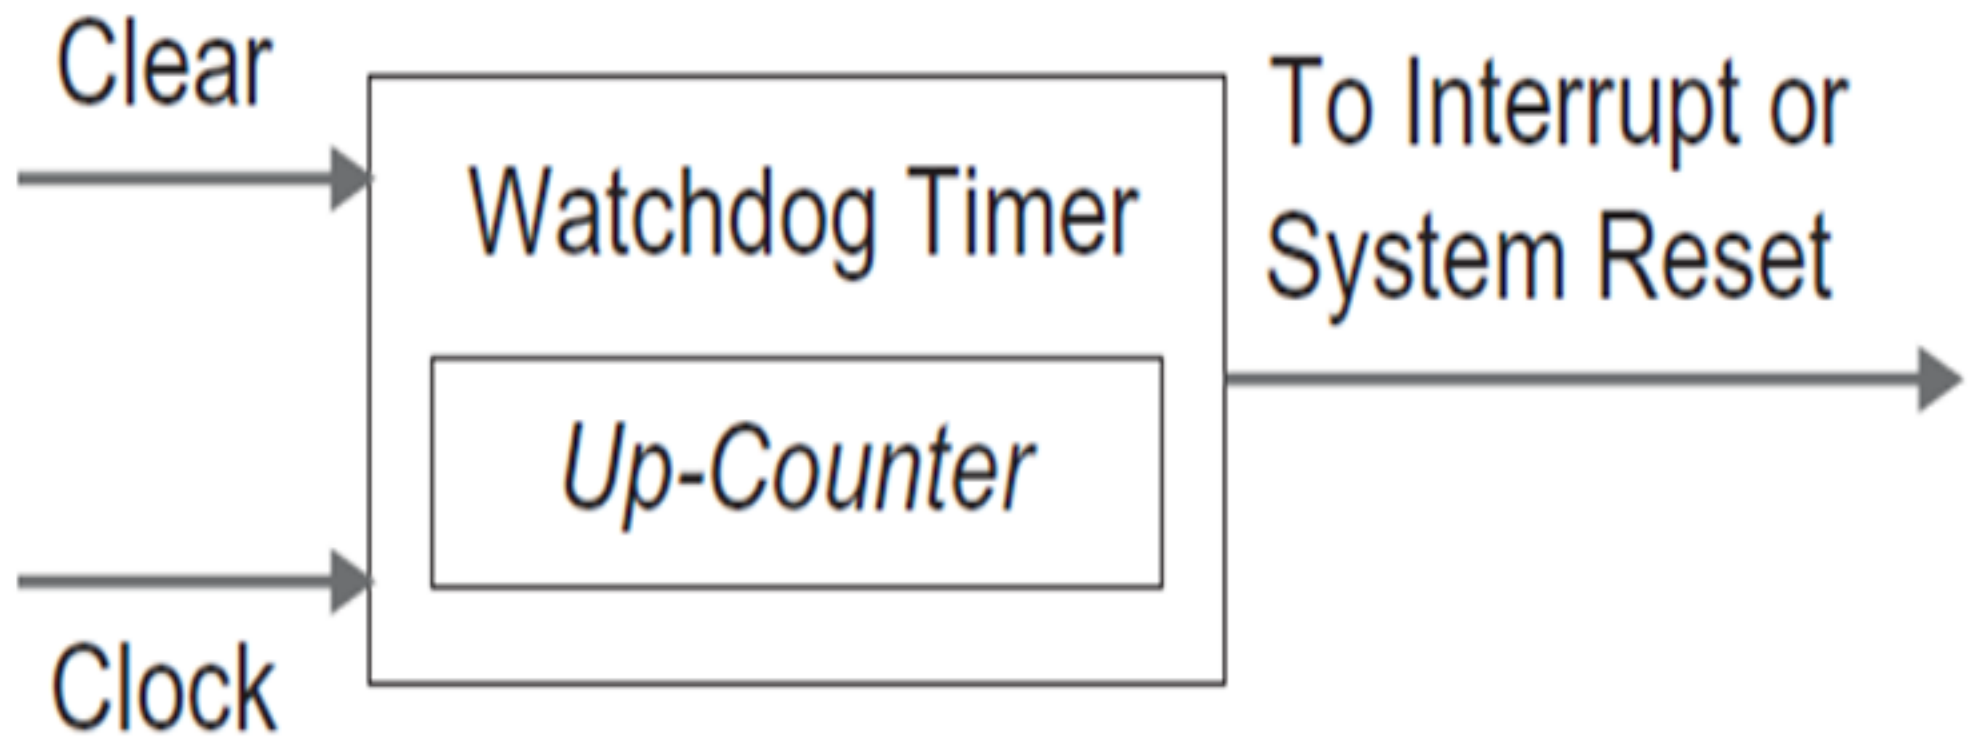 Clear
To Interrupt or
System Reset
Watchdog Timer
Up-Counter
Clock